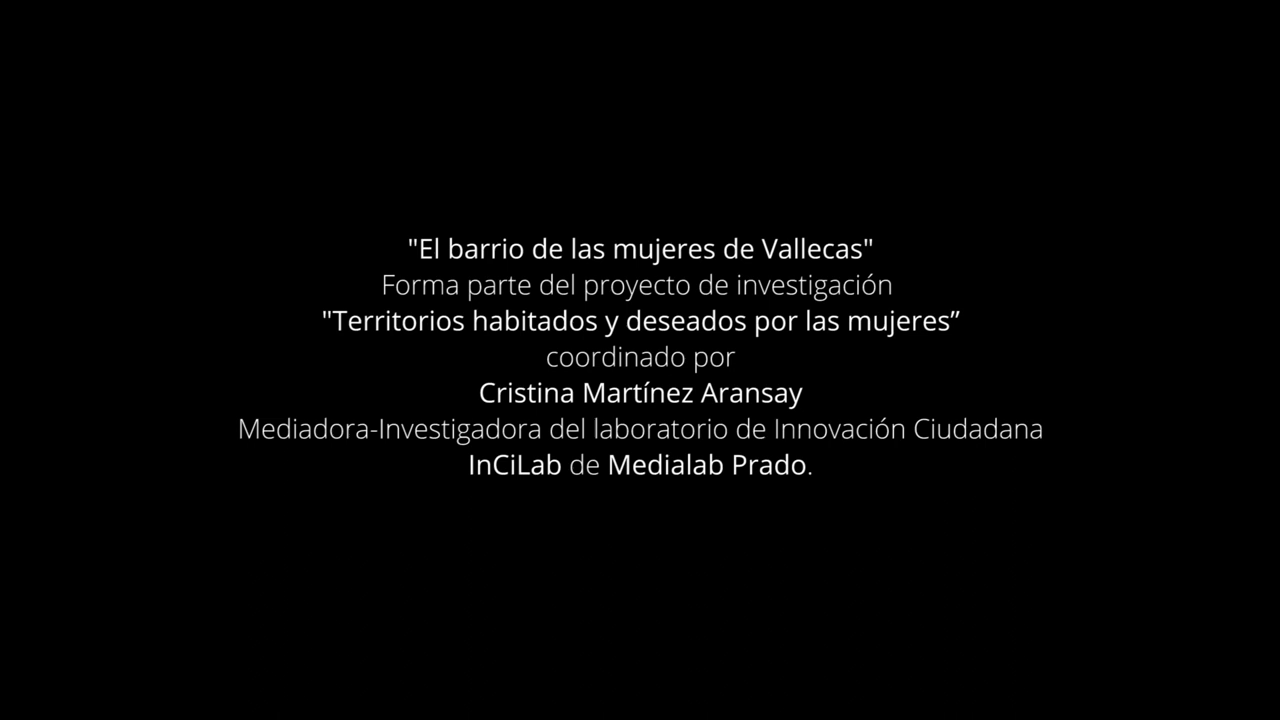 "El barrio de las mujeres de Vallecas"
Forma parte del proyecto de investigación
"Territorios habitados y deseados por las mujeres”
coordinado por
Cristina Martínez Aransay
Mediadora-Investigadora del laboratorio de Innovación Ciudadana
InCiLab de Medialab Prado.